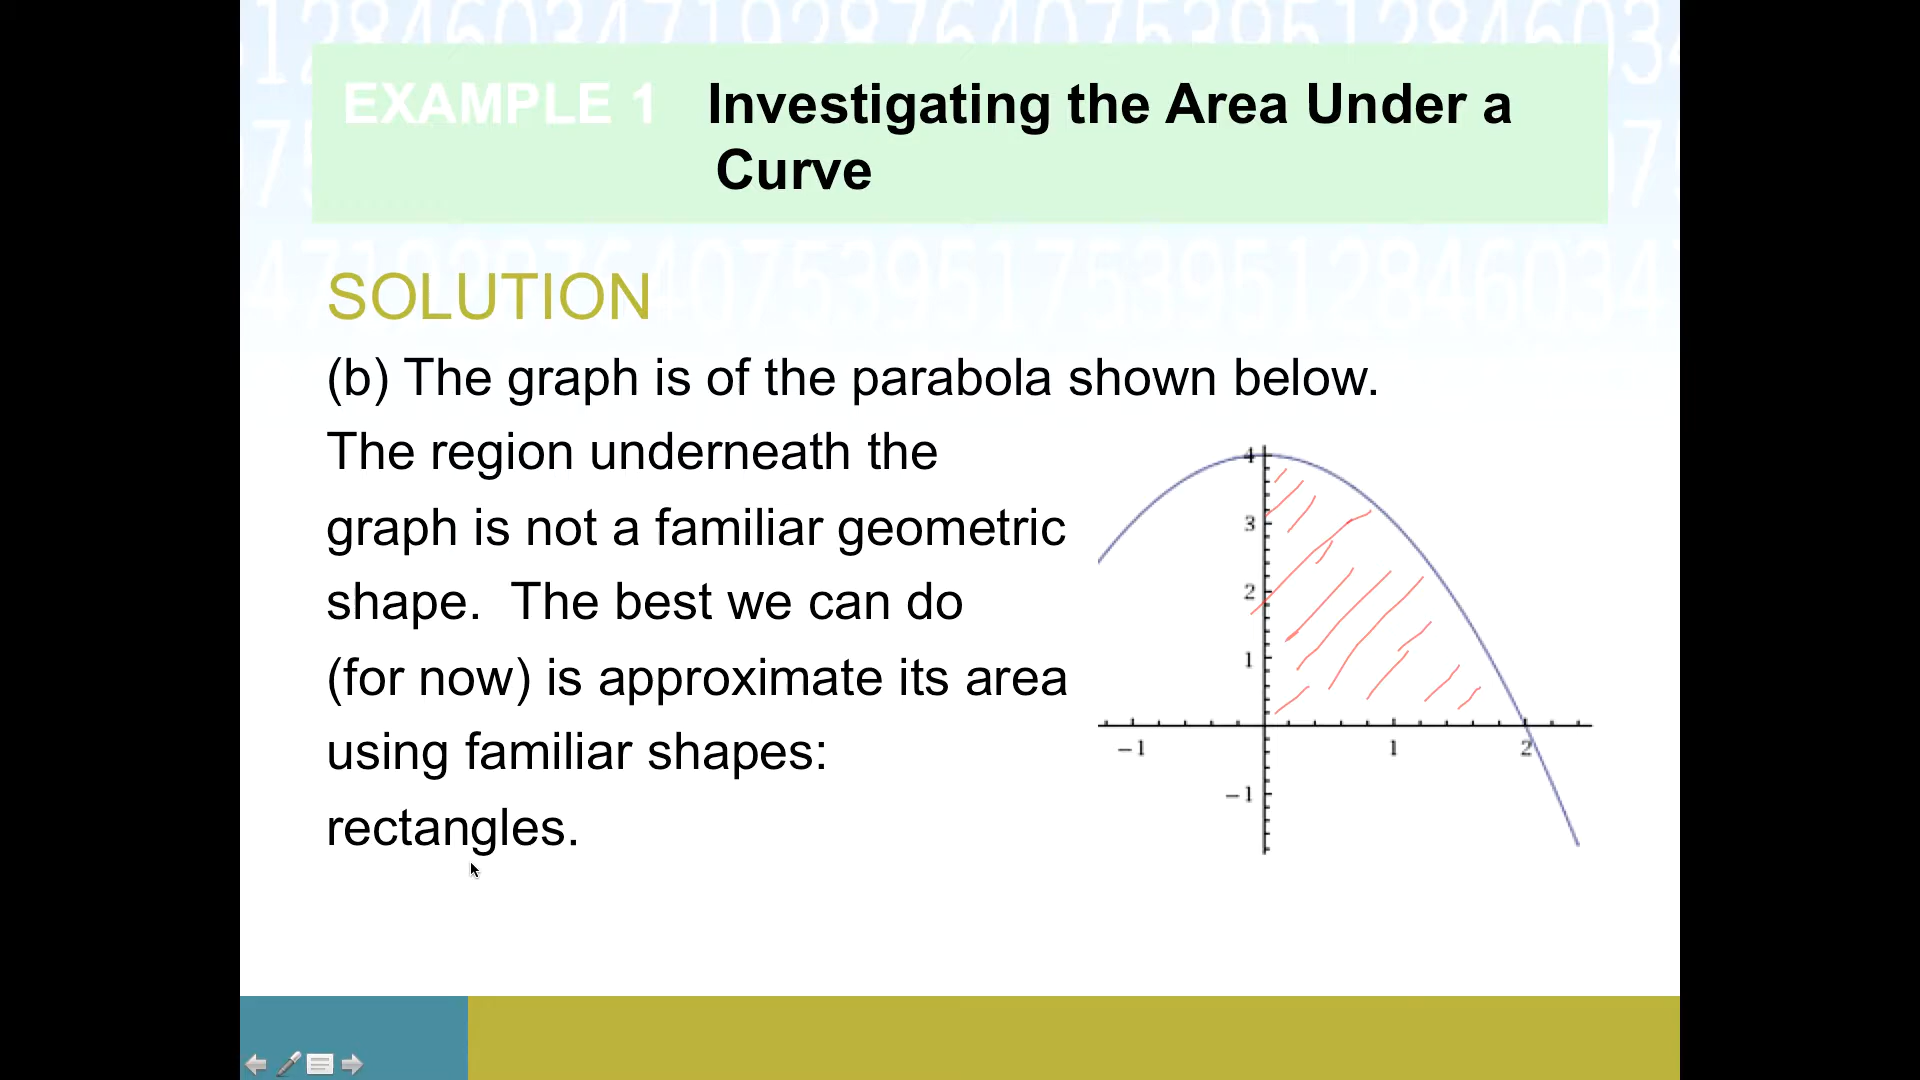 EXAMPLE 1 Investigating the Area Under a
Curve
SOLUTION
(b) The graph is of the parabola shown below.
The region underneath the
graph is not a familiar geometric
shape. The best we can do
(for now) is approximate its area
using familiar shapes:
rectangles.
4
3
2
1
−1 1 2
−1